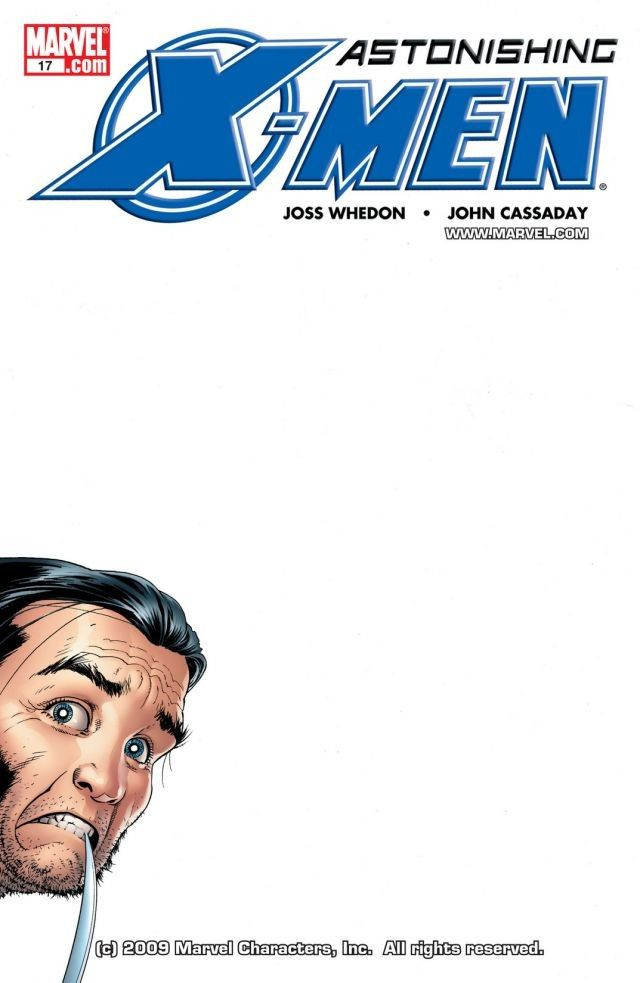 MARVEL®
17 .com
ASTONISHING
X-MEN®
JOSS WHEDON • JOHN CASSADAY
WWW.MARVEL.COM
(c) 2009 Marvel Characters, Inc. All rights reserved.